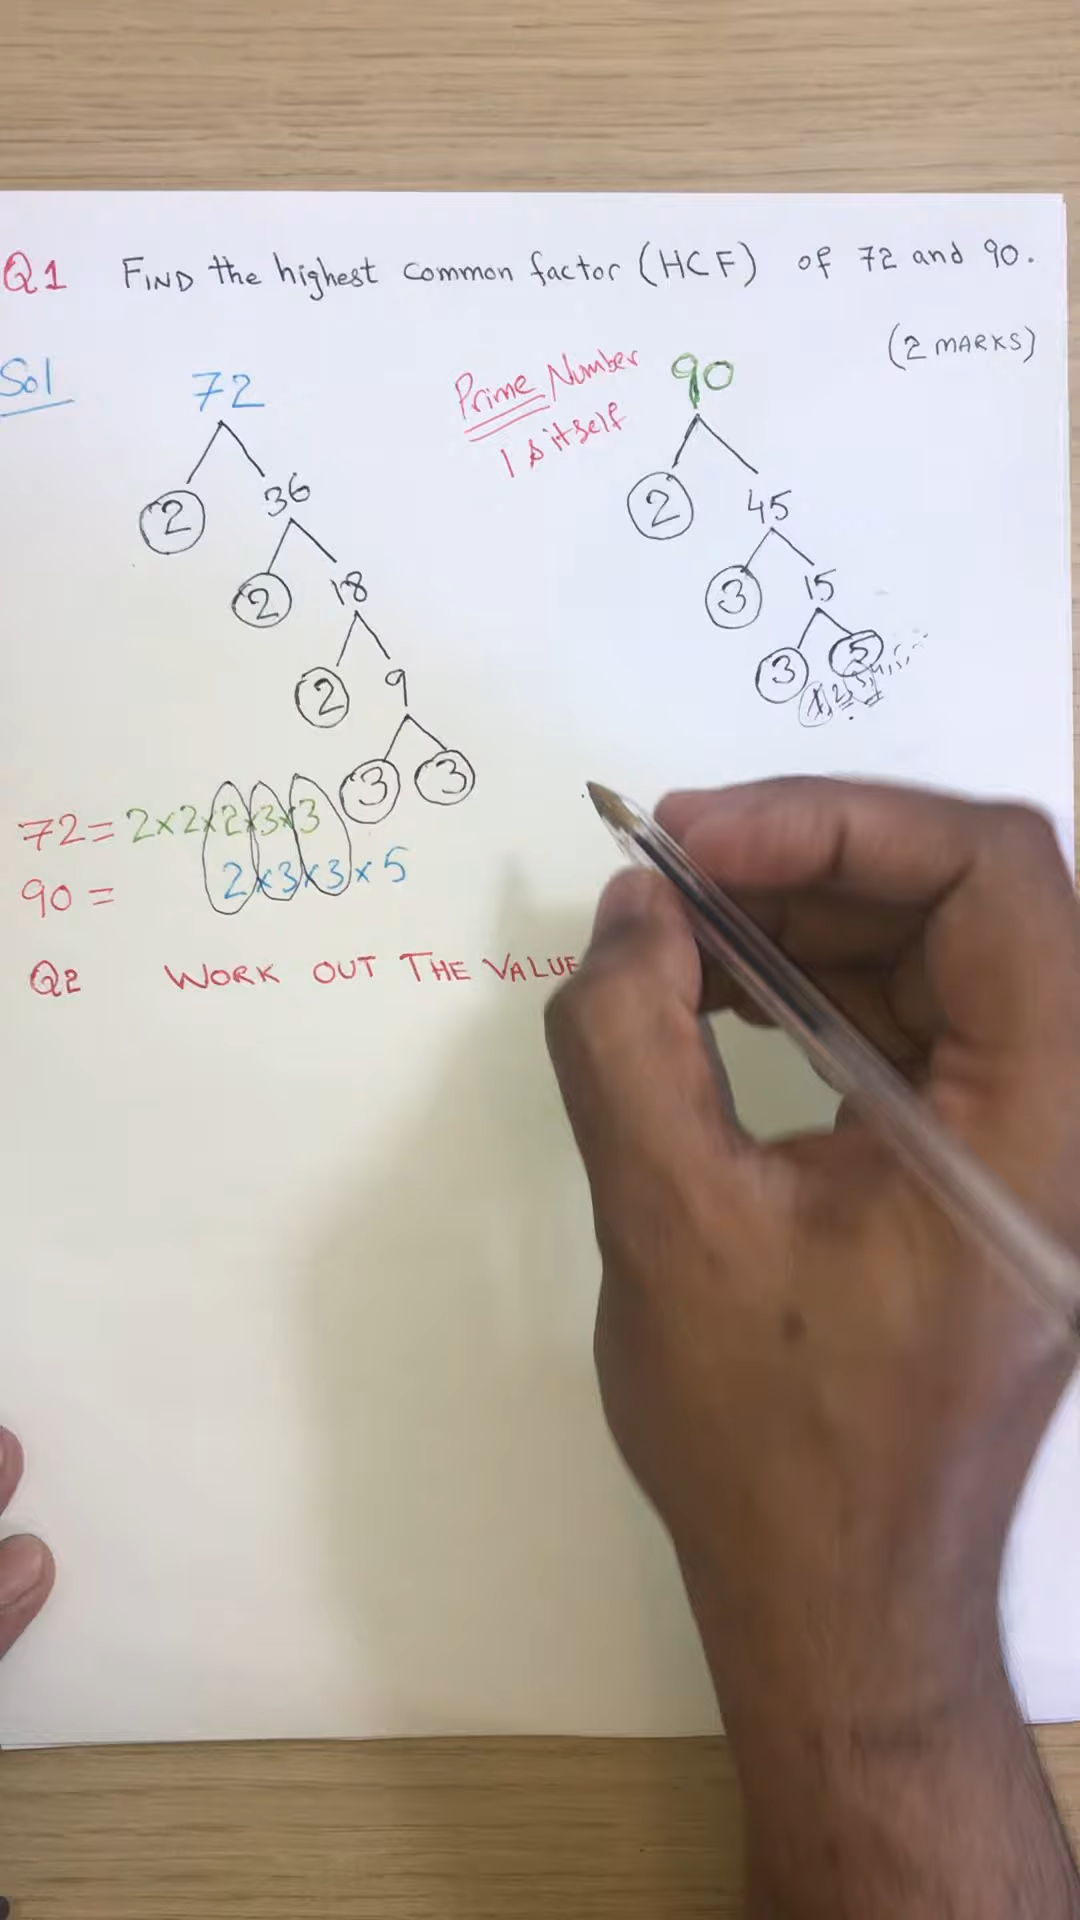 Q1 FIND the highest common factor (HCF) of 72 and 90.
(2 MARKS)
Sol 72 Prime Number 90
1 & itself
2 36 2 45
2 18 3 15
2 9 3 5
3 3
72 = 2×2×2×3×3
90 = 2×3×3×5
Q2 WORK OUT THE VALUE